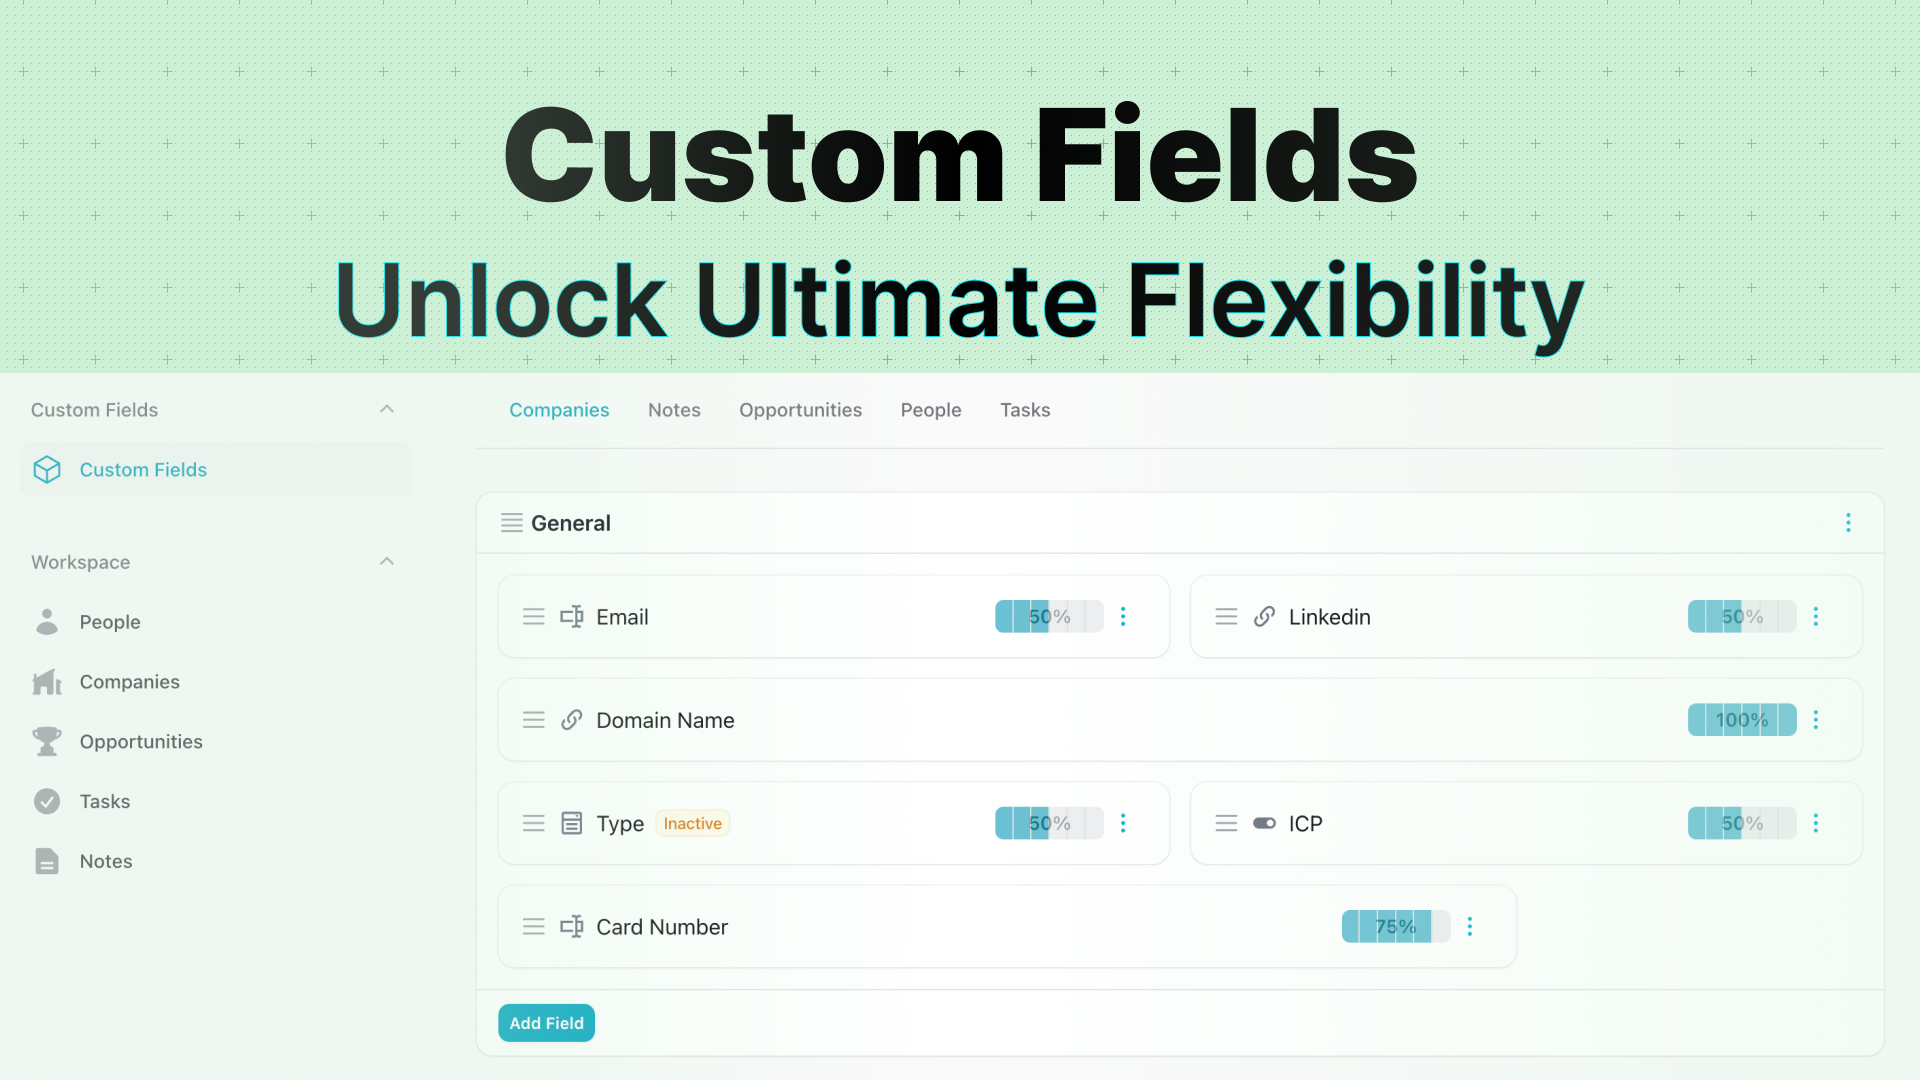 Custom Fields
Unlock Ultimate Flexibility
Custom Fields
Custom Fields
Workspace
People
Companies
Opportunities
Tasks
Notes
Companies Notes Opportunities People Tasks
General
Email 50% Linkedin 50%
Domain Name 100%
Type Inactive 50% ICP 50%
Card Number 75%
Add Field